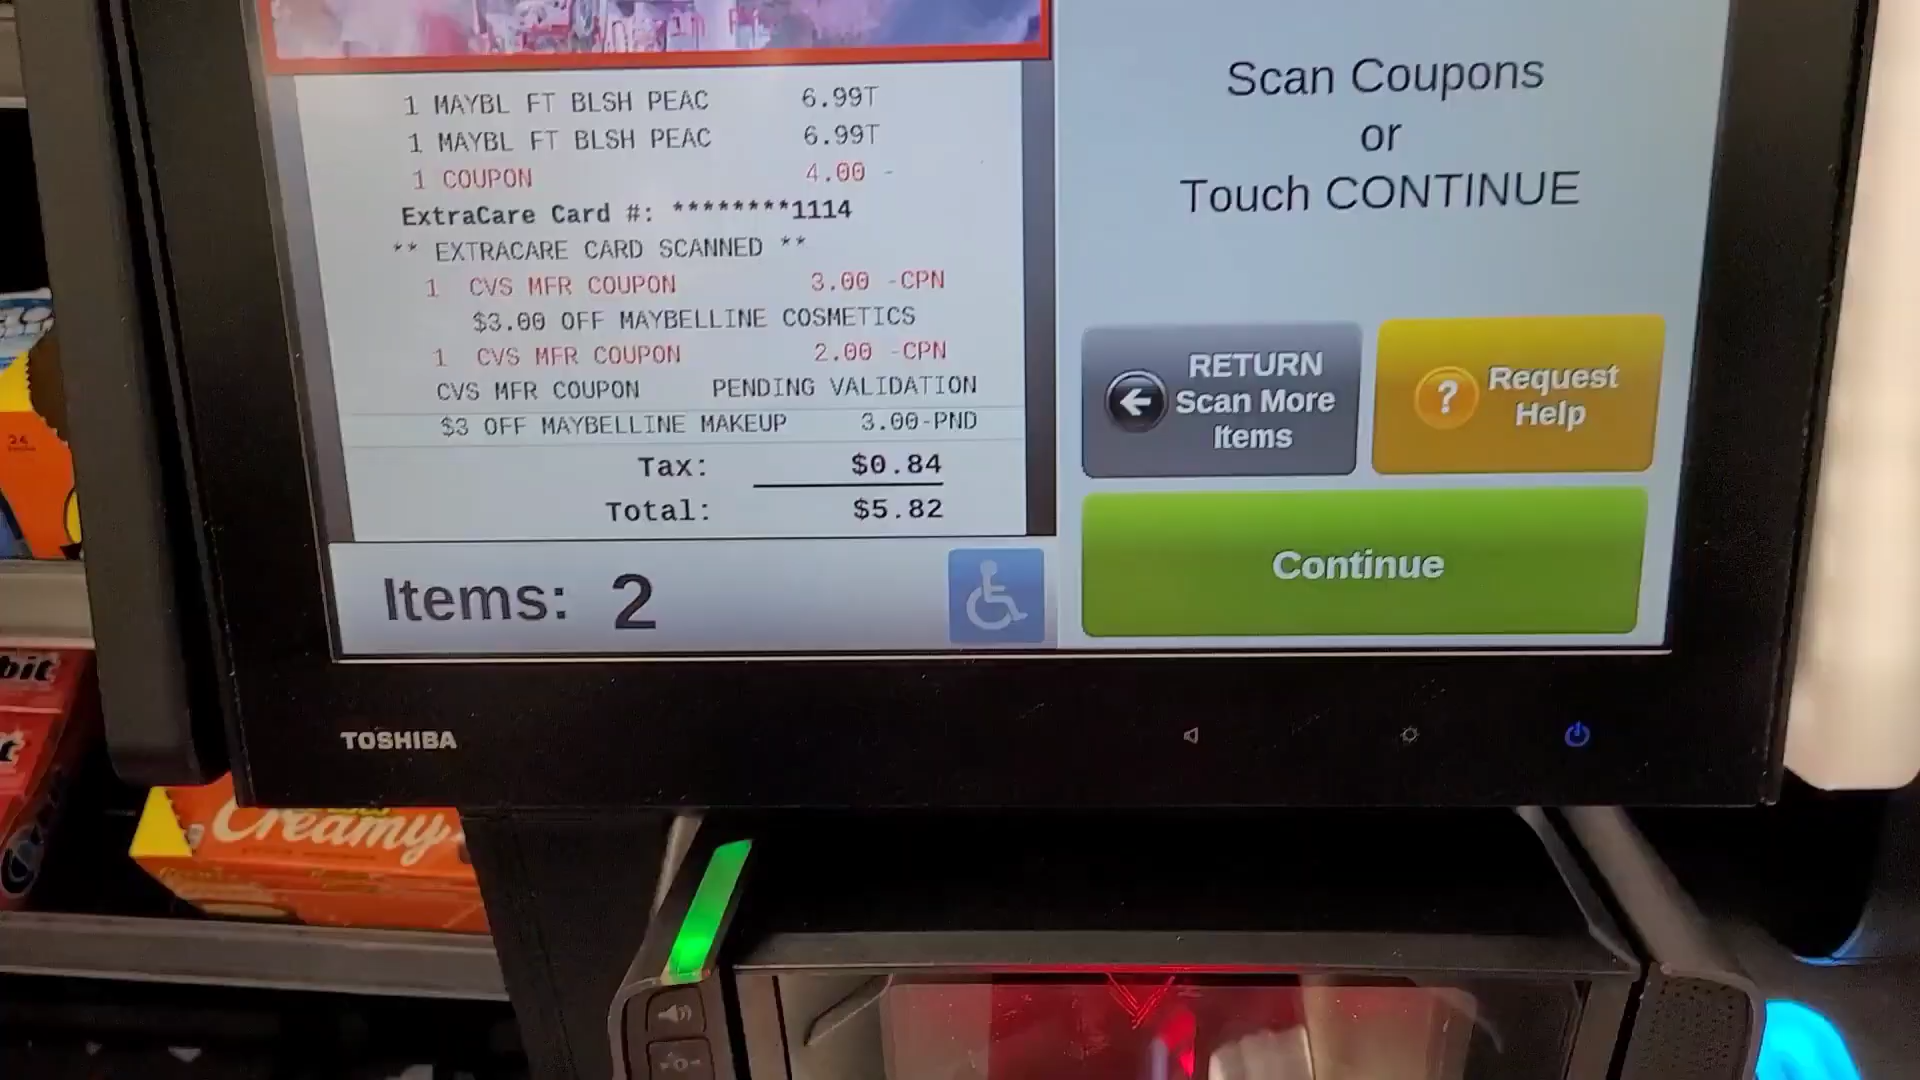 1 MAYBL FT BLSH PEAC 6.99T
1 MAYBL FT BLSH PEAC 6.99T
1 COUPON 4.00 -
ExtraCare Card #: ********1114
** EXTRACARE CARD SCANNED **
1 CVS MFR COUPON 3.00 -CPN
$3.00 OFF MAYBELLINE COSMETICS
1 CVS MFR COUPON 2.00 -CPN
CVS MFR COUPON PENDING VALIDATION
$3 OFF MAYBELLINE MAKEUP 3.00-PND
Tax: $0.84
Total: $5.82
Items: 2
Scan Coupons
or
Touch CONTINUE
RETURN
Scan More
Items
? Request
Help
Continue
TOSHIBA
Creamy
24
bit